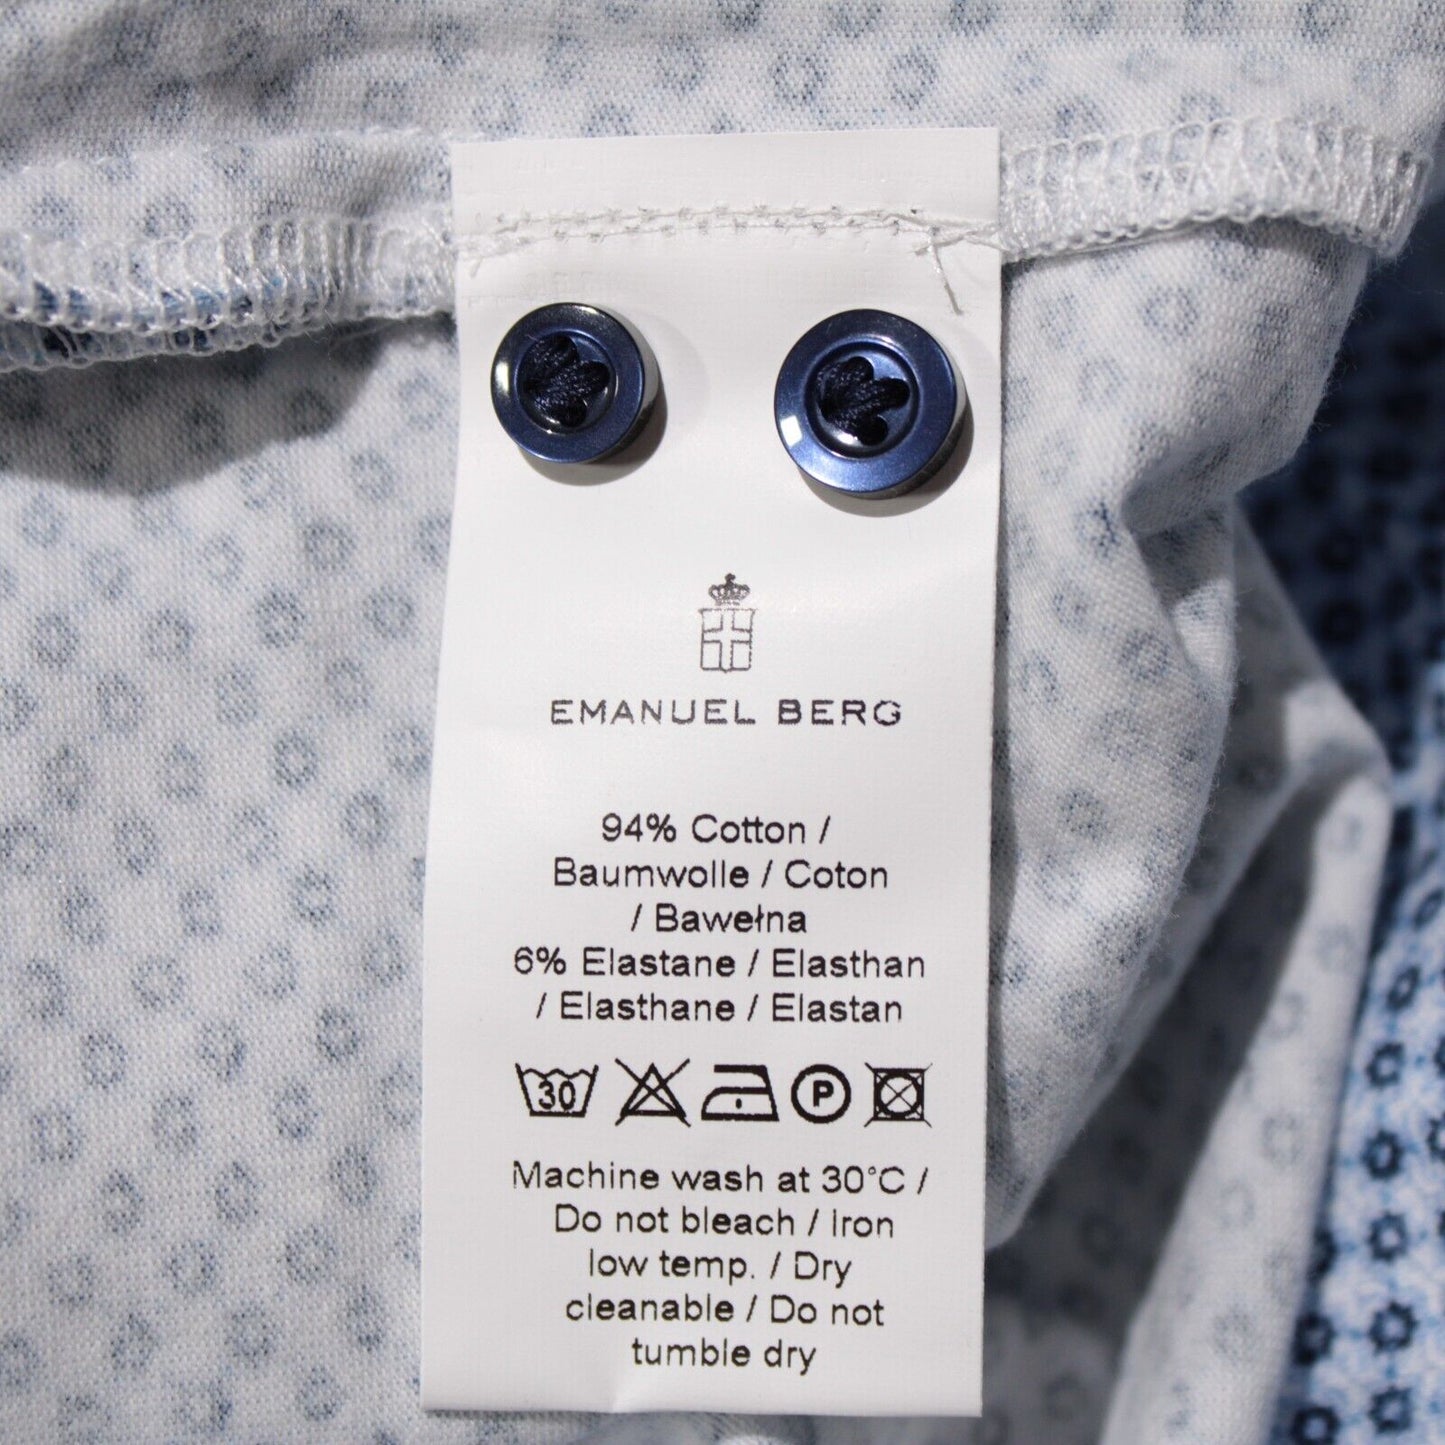 EMANUEL BERG
94% Cotton /
Baumwolle / Coton
/ Bawełna
6% Elastane / Elasthan
/ Elasthane / Elastan
30 P
Machine wash at 30°C /
Do not bleach / Iron
low temp. / Dry
cleanable / Do not
tumble dry